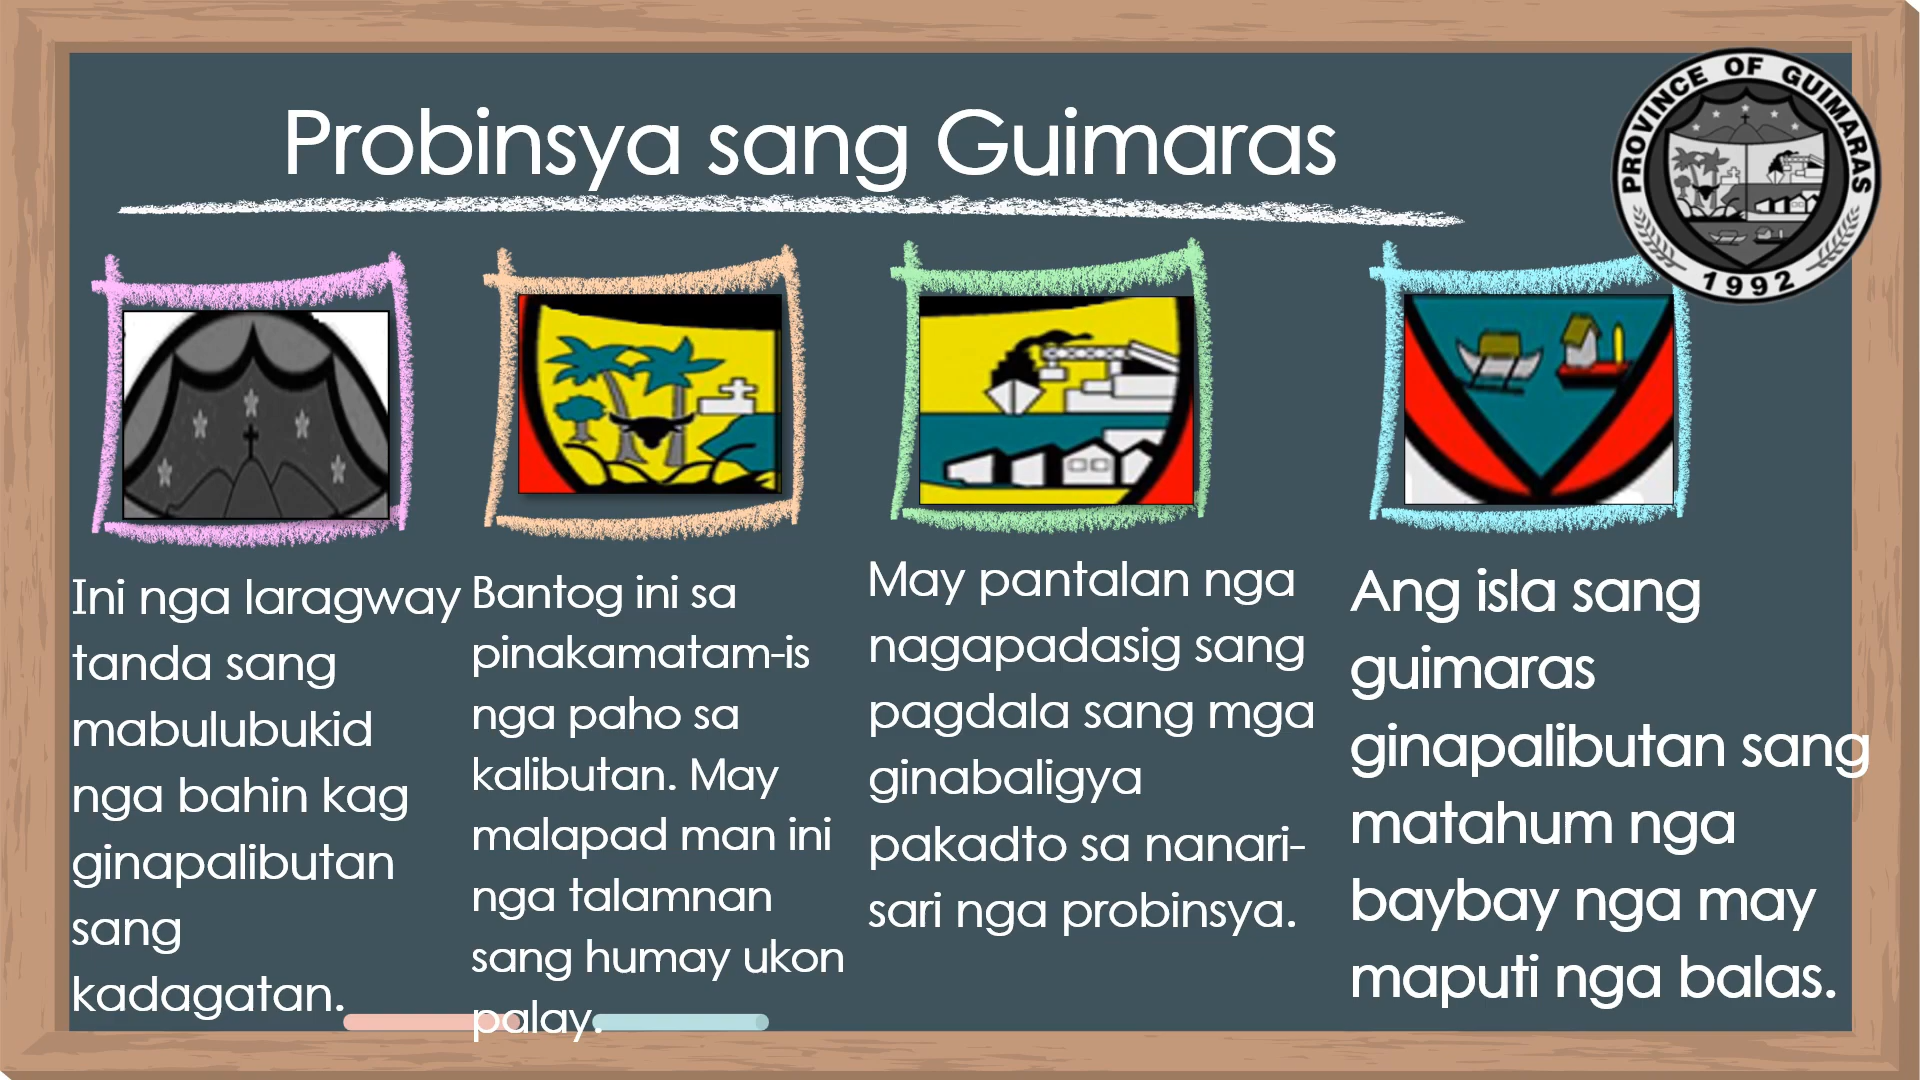 Probinsya sang Guimaras
PROVINCE OF GUIMARAS
1992
Ini nga laragway
tanda sang
mabulubukid
nga bahin kag
ginapalibutan
sang
kadagatan.
Bantog ini sa
pinakamatam-is
nga paho sa
kalibutan. May
malapad man ini
nga talamnan
sang humay ukon
palay.
May pantalan nga
nagapadasig sang
pagdala sang mga
ginabaligya
pakadto sa nanari-
sari nga probinsya.
Ang isla sang
guimaras
ginapalibutan sang
matahum nga
baybay nga may
maputi nga balas.